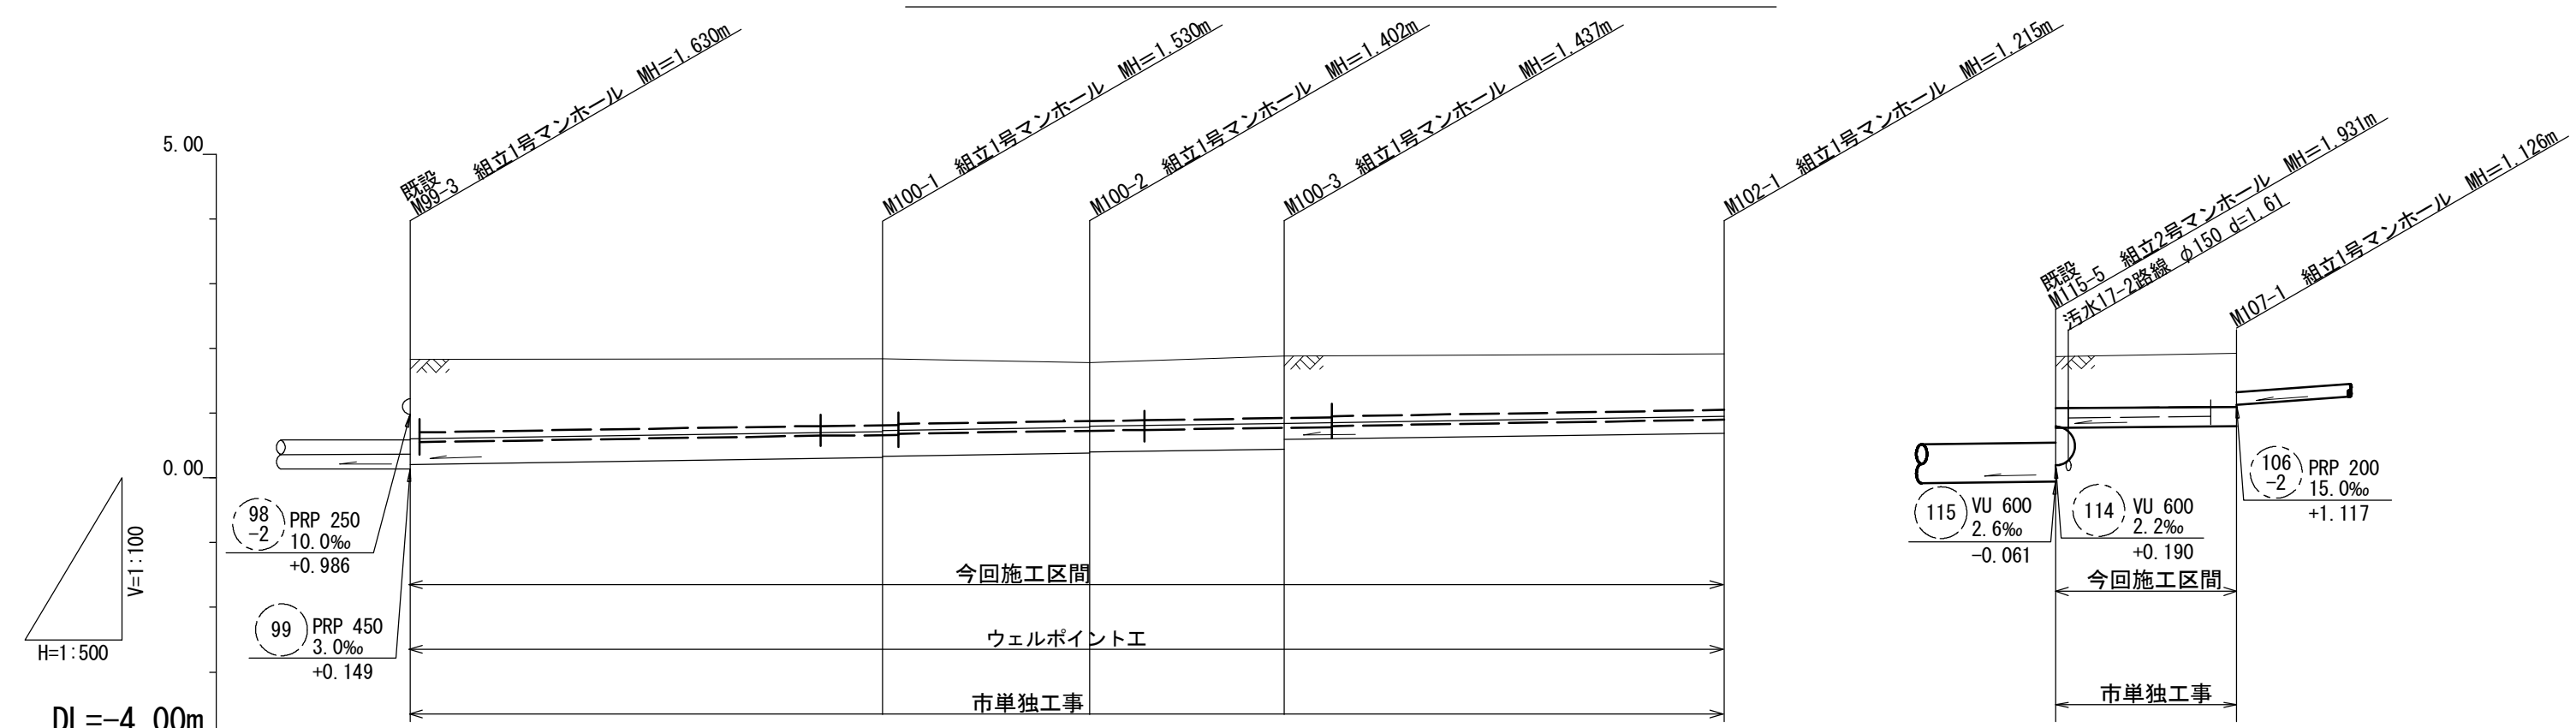 既設
M99-3 組立1号マンホール MH=1.630m
M100-1 組立1号マンホール MH=1.530m
M100-2 組立1号マンホール MH=1.402m
M100-3 組立1号マンホール MH=1.437m
M102-1 組立1号マンホール MH=1.215m
既設
M115-5 組立2号マンホール MH=1.931m
汚水17-2路線 φ150 d=1.61
M107-1 組立1号マンホール MH=1.126m
5.00
0.00
98
-2
PRP 250
10.0‰
+0.986
99
PRP 450
3.0‰
+0.149
115
VU 600
2.6‰
-0.061
114
VU 600
2.2‰
+0.190
106
-2
PRP 200
15.0‰
+1.117
V=1:100
H=1:500
今回施工区間
ウェルポイント工
市単独工事
今回施工区間
市単独工事
DL=-4.00m